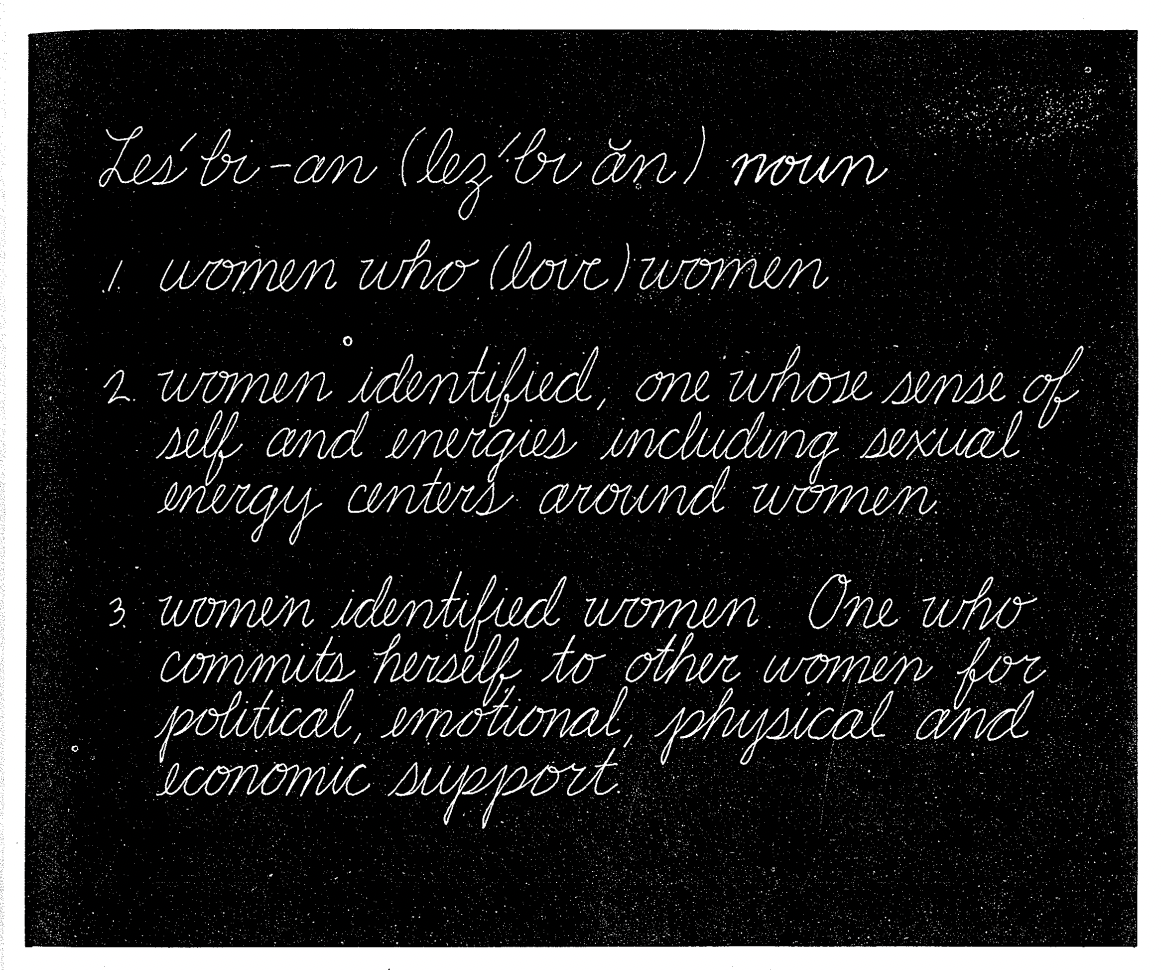 Les´bi-an (lez´bi ăn) noun
1. women who (love) women
2. women identified, one whose sense of
self and energies including sexual
energy centers around women
3. women identified women. One who
commits herself to other women for
political, emotional, physical and
economic support.